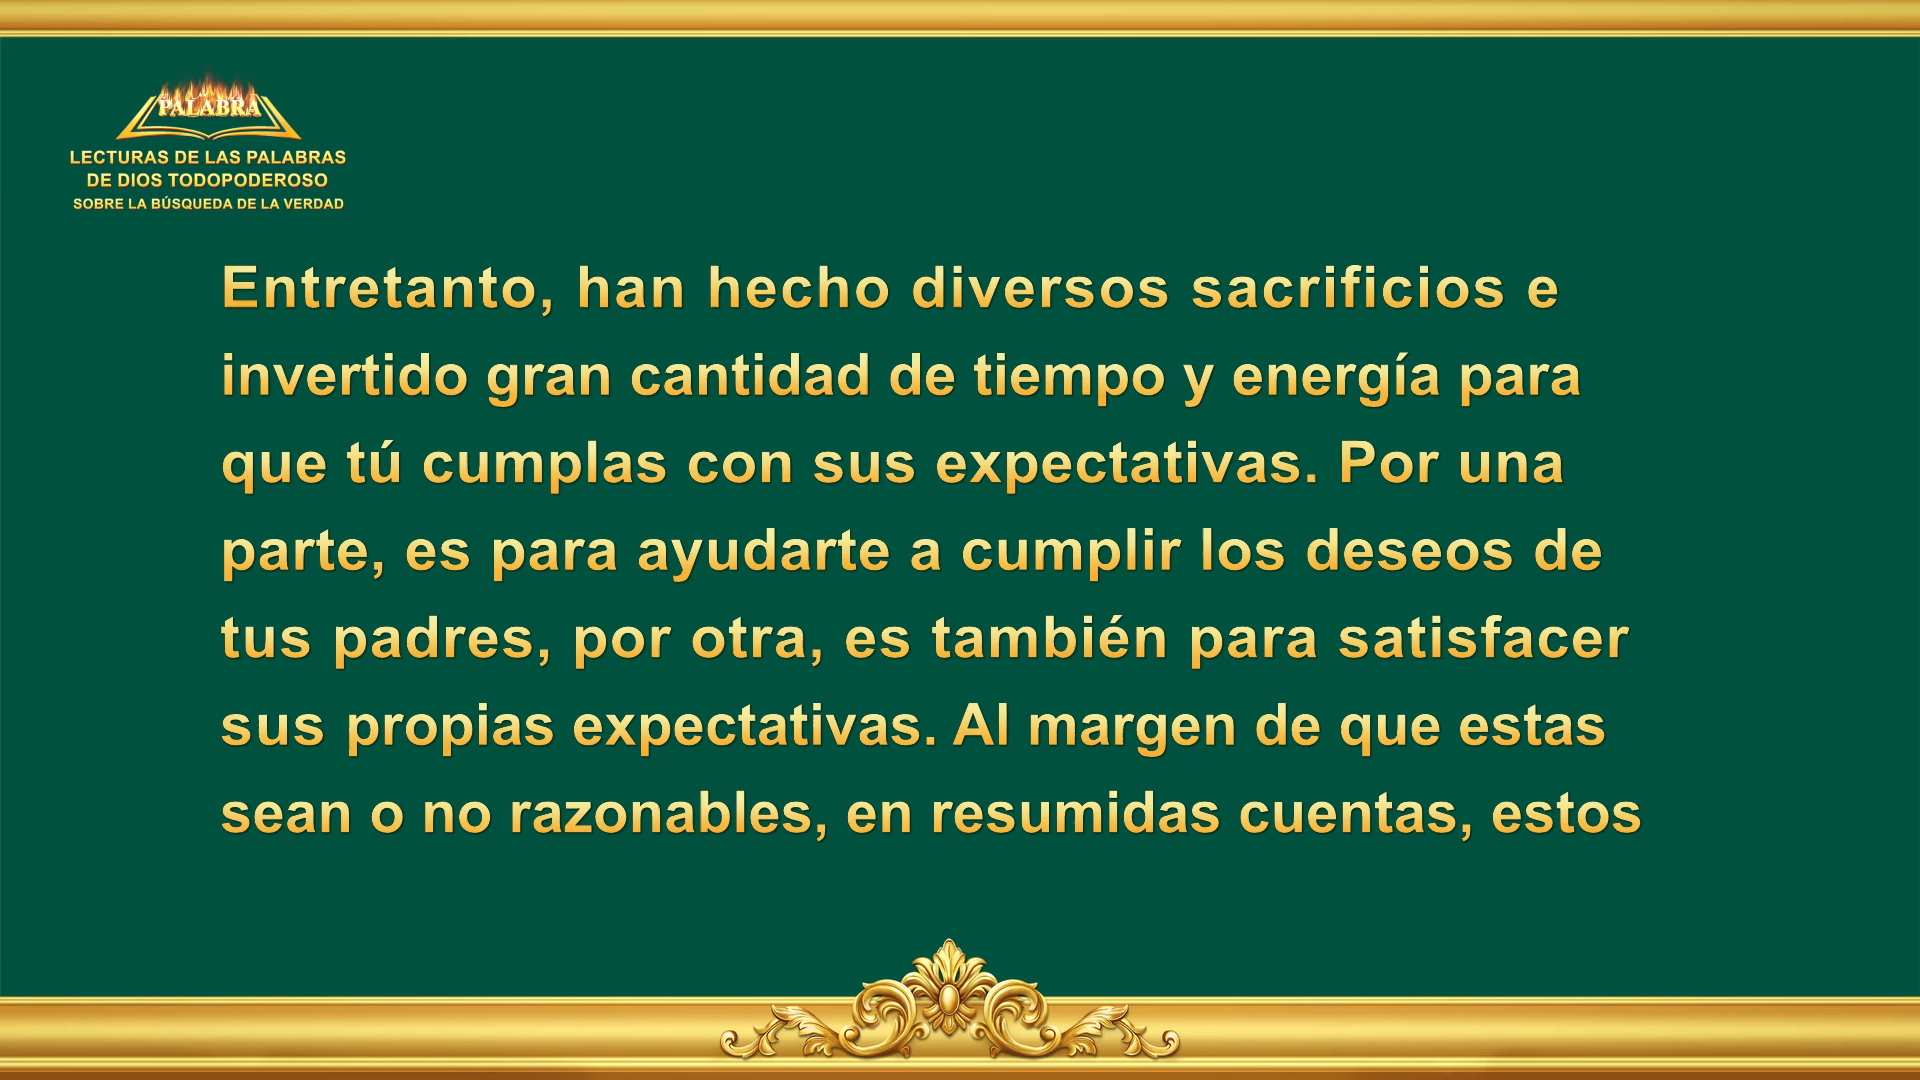 PALABRA
LECTURAS DE LAS PALABRAS
DE DIOS TODOPODEROSO
SOBRE LA BÚSQUEDA DE LA VERDAD
Entretanto, han hecho diversos sacrificios e
invertido gran cantidad de tiempo y energía para
que tú cumplas con sus expectativas. Por una
parte, es para ayudarte a cumplir los deseos de
tus padres, por otra, es también para satisfacer
sus propias expectativas. Al margen de que estas
sean o no razonables, en resumidas cuentas, estos